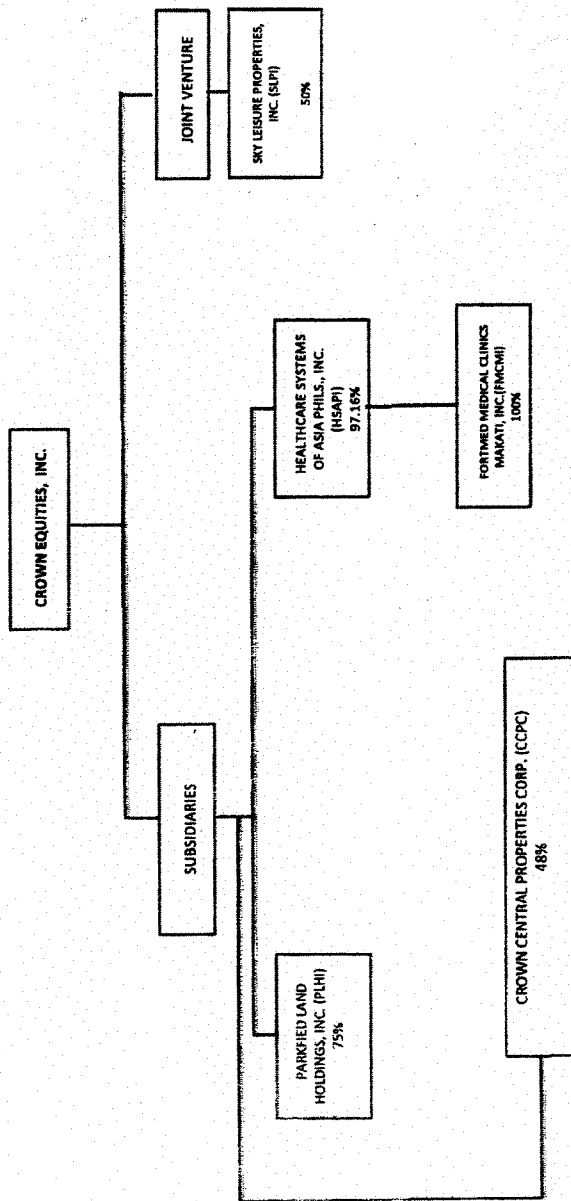 CROWN EQUITIES, INC.
SUBSIDIARIES
JOINT VENTURE
PARKFIED LAND
HOLDINGS, INC. (PLHI)
75%
HEALTHCARE SYSTEMS
OF ASIA PHILS., INC.
(HSAPI)
97.16%
SKY LEISURE PROPERTIES,
INC. (SLPI)
50%
FORTMED MEDICAL CLINICS
MAKATI, INC.(FMCMI)
100%
CROWN CENTRAL PROPERTIES CORP. (CCPC)
48%